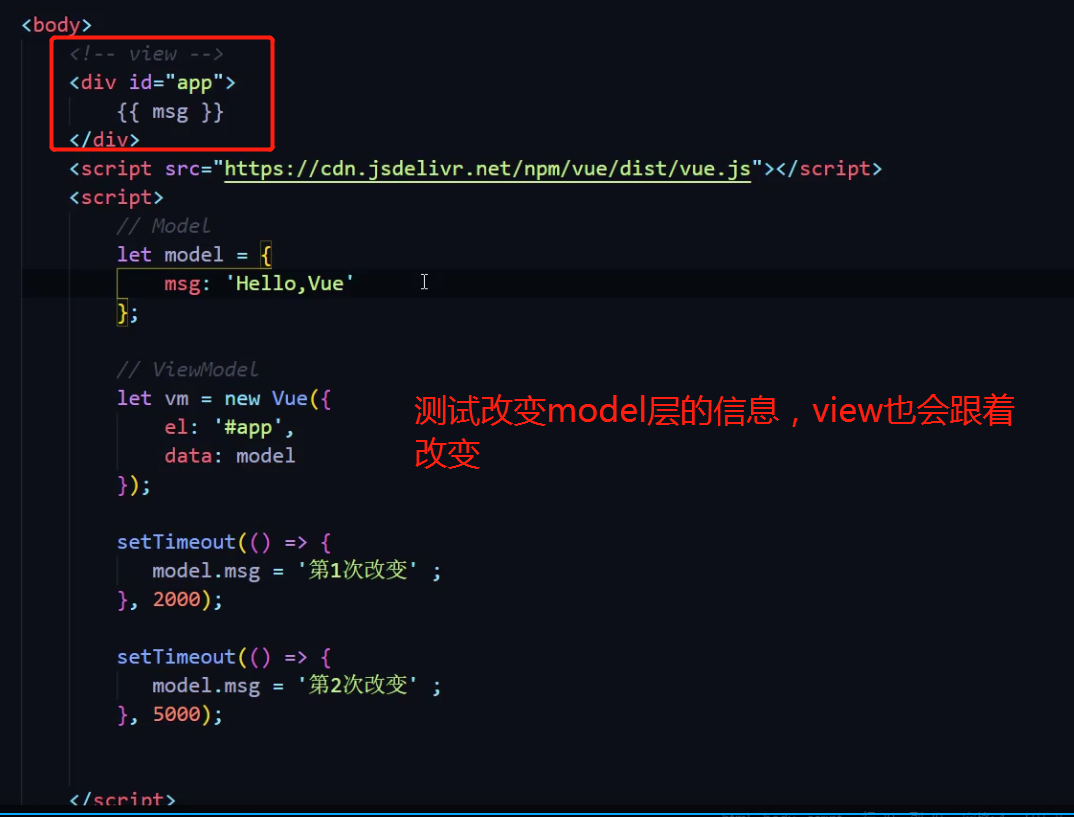 <body>
<!-- view -->
<div id="app">
{{ msg }}
</div>
<script src="https://cdn.jsdelivr.net/npm/vue/dist/vue.js"></script>
<script>
// Model
let model = {
msg: 'Hello,Vue'
};
// ViewModel
let vm = new Vue({
el: '#app',
data: model
});
测试改变model层的信息，view也会跟着
改变
setTimeout(() => {
model.msg = '第1次改变' ;
}, 2000);
setTimeout(() => {
model.msg = '第2次改变' ;
}, 5000);
</script>